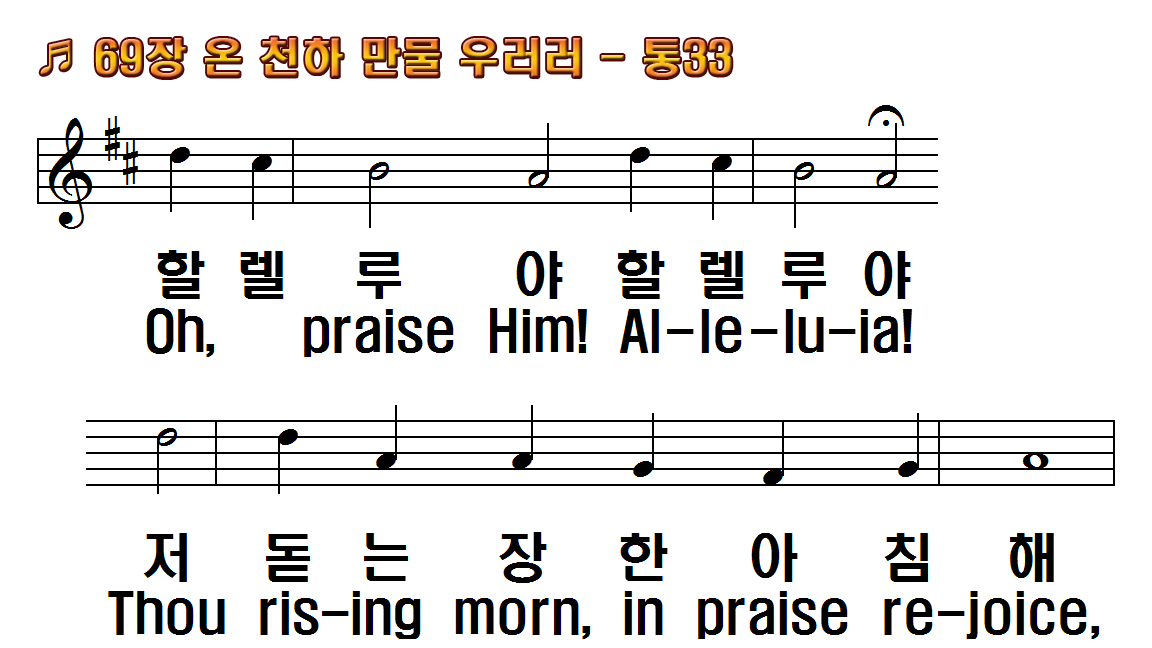 ♬ 69장 온 천하 만물 우러러 - 통33
할 렐 루 야 할 렐 루 야
Oh, praise Him! Al-le-lu-ia!
저 돋 는 장 한 아 침 해
Thou ris-ing morn, in praise re-joice,